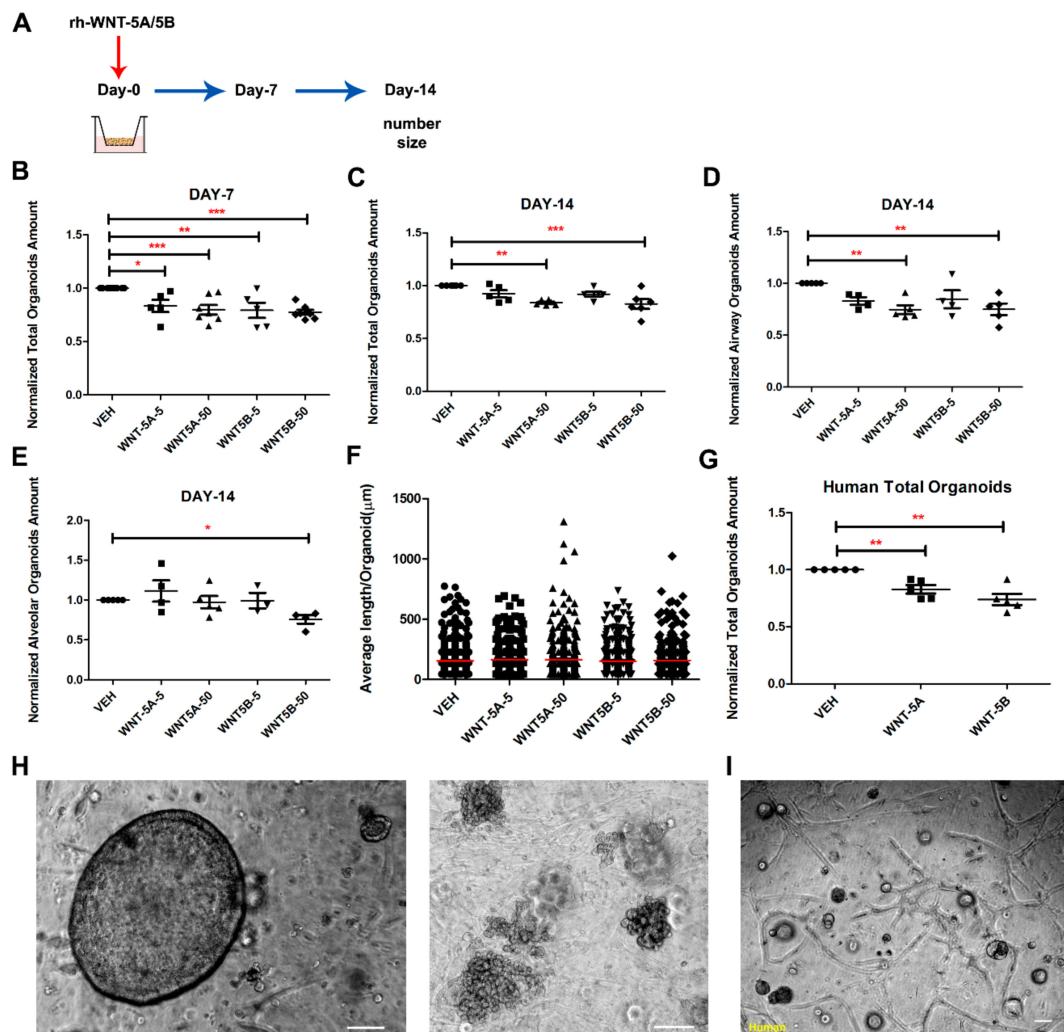 A
rh-WNT-5A/5B
Day-0
Day-7
Day-14
number
size
B
DAY-7
Normalized Total Organoids Amount
1.5
1.0
0.5
0.0
***
**
***
*
VEH
WNT-5A-5
WNT5A-50
WNT5B-5
WNT5B-50
C
DAY-14
Normalized Total Organoids Amount
1.5
1.0
0.5
0.0
***
**
VEH
WNT-5A-5
WNT5A-50
WNT5B-5
WNT5B-50
D
DAY-14
Normalized Airway Organoids Amount
1.5
1.0
0.5
0.0
**
**
VEH
WNT-5A-5
WNT5A-50
WNT5B-5
WNT5B-50
E
DAY-14
Normalized Alveolar Organoids Amount
2.0
1.5
1.0
0.5
0.0
*
VEH
WNT-5A-5
WNT5A-50
WNT5B-5
WNT5B-50
F
Average length/Organoid(μm)
1500
1000
500
0
VEH
WNT-5A-5
WNT5A-50
WNT5B-5
WNT5B-50
G
Human Total Organoids
Normalized Total Organoids Amount
1.5
1.0
0.5
0.0
**
**
VEH
WNT-5A
WNT-5B
H
I
Human